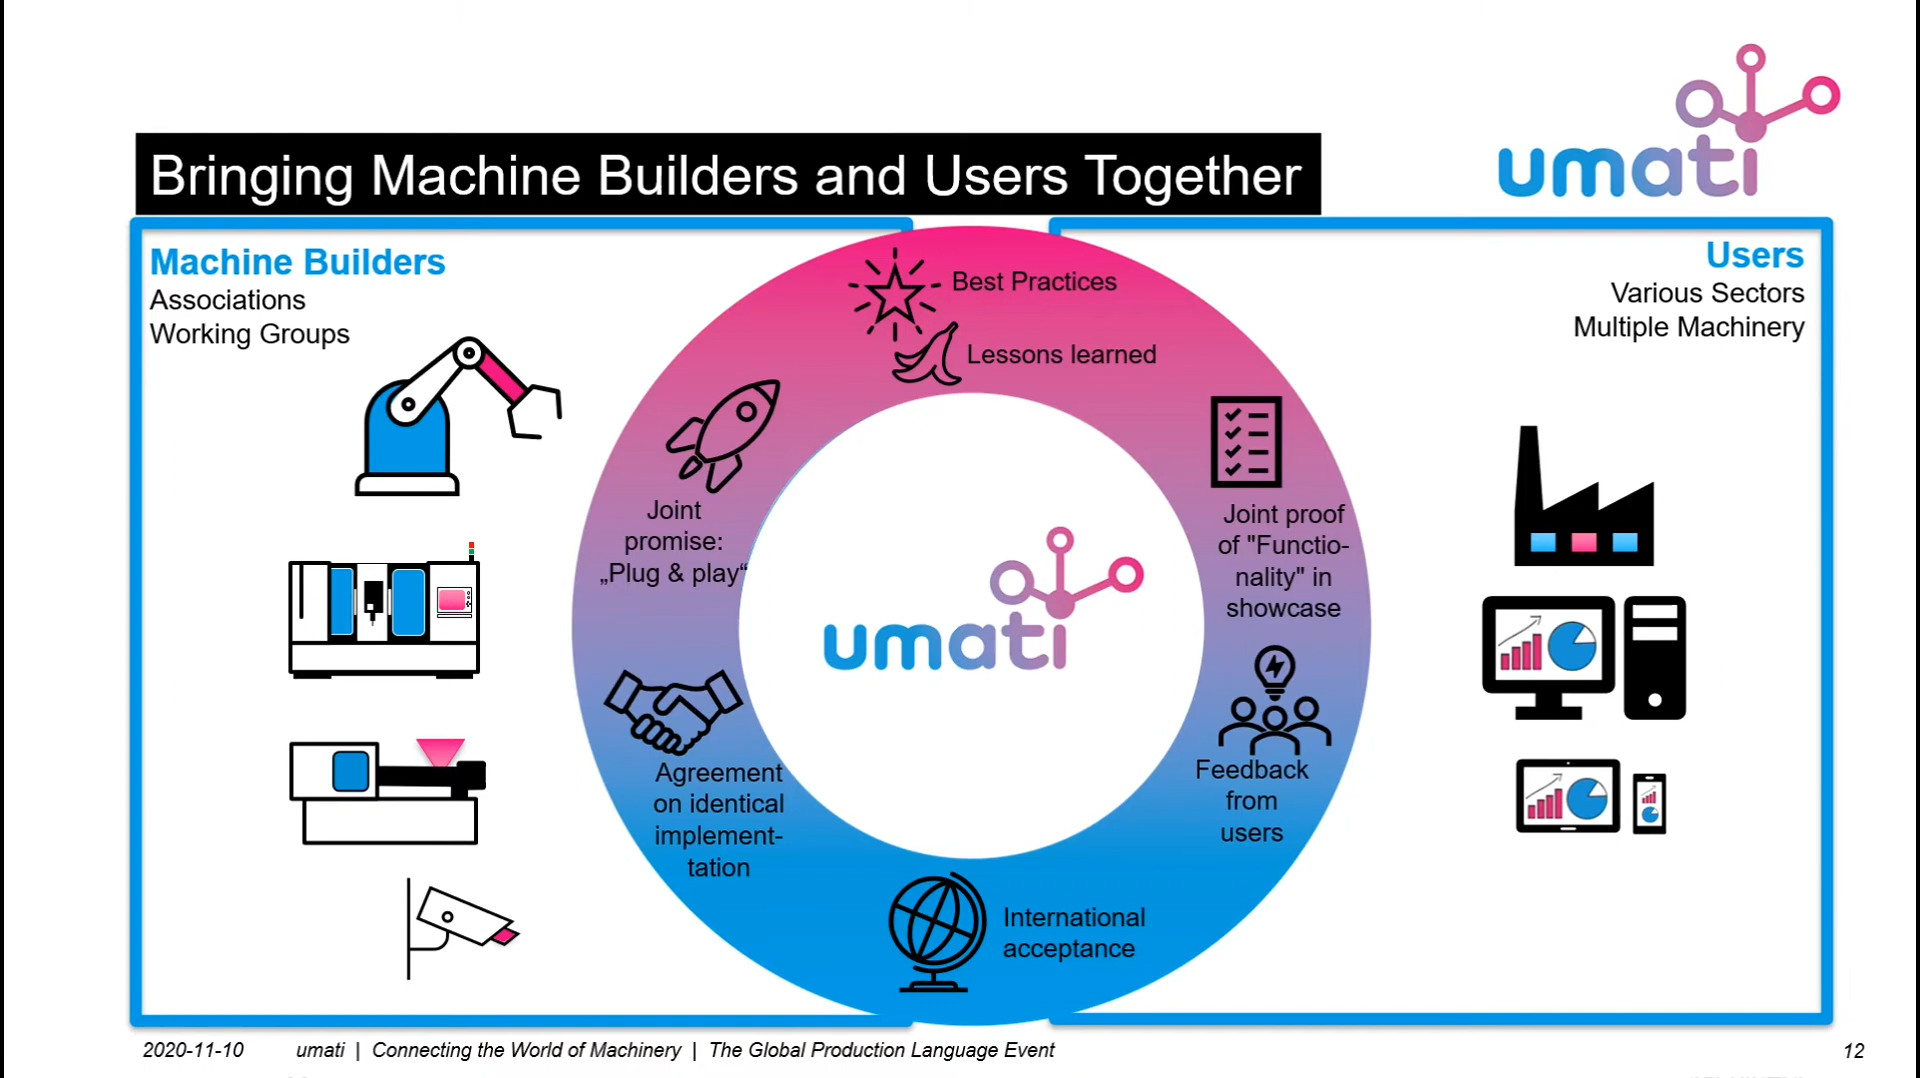 umati
Bringing Machine Builders and Users Together
Machine Builders
Associations
Working Groups
Users
Various Sectors
Multiple Machinery
Best Practices
Lessons learned
Joint
promise:
„Plug & play“
Joint proof
of "Functio-
nality" in
showcase
umati
Agreement
on identical
implement-
tation
Feedback
from
users
International
acceptance
2020-11-10 umati | Connecting the World of Machinery | The Global Production Language Event 12